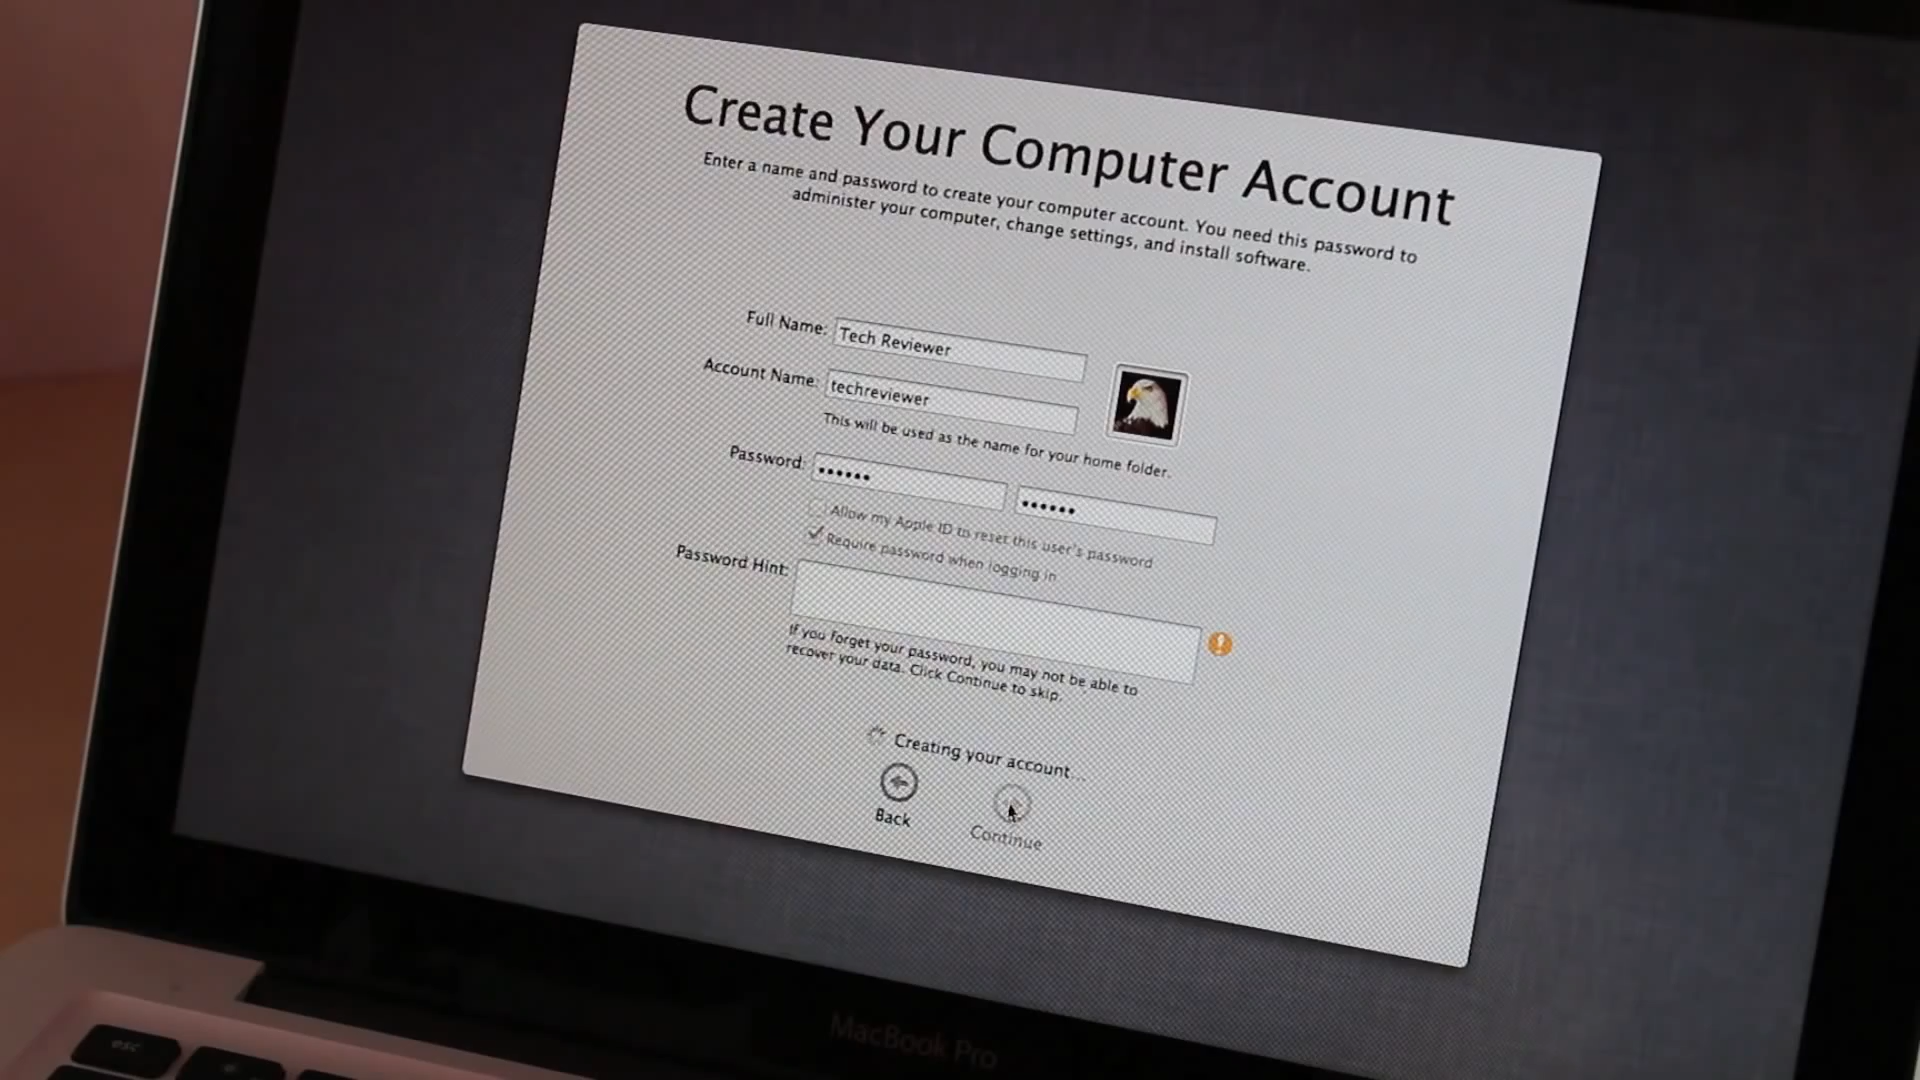 Create Your Computer Account
Enter a name and password to create your computer account. You need this password to
administer your computer, change settings, and install software.
Full Name: Tech Reviewer
Account Name: techreviewer
This will be used as the name for your home folder.
Password: •••••• ••••••
Allow my Apple ID to reset this user's password
Require password when logging in
Password Hint:
If you forget your password, you may not be able to
recover your data. Click Continue to skip.
Creating your account...
Back
Continue
MacBook Pro
esc